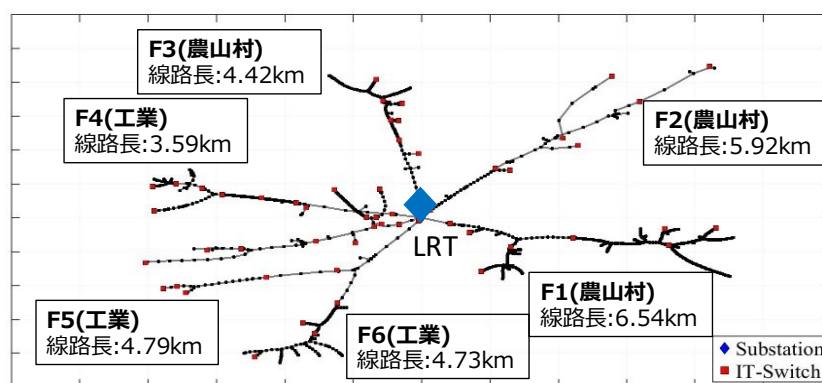 F3(農山村)
線路長:4.42km
F4(工業)
線路長:3.59km
F2(農山村)
線路長:5.92km
LRT
F1(農山村)
線路長:6.54km
F5(工業)
線路長:4.79km
F6(工業)
線路長:4.73km
Substation
IT-Switch